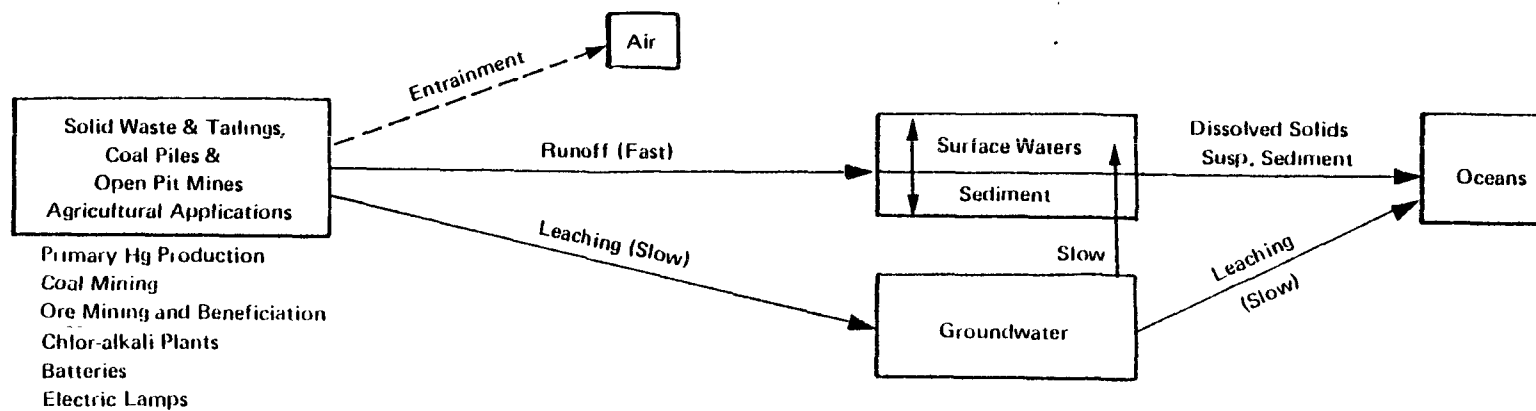 Air
Entrainment
Solid Waste & Tailings,
Coal Piles &
Open Pit Mines
Agricultural Applications
Primary Hg Production
Coal Mining
Ore Mining and Beneficiation
Chlor-alkali Plants
Batteries
Electric Lamps
Runoff (Fast)
Leaching (Slow)
Surface Waters
Sediment
Slow
Groundwater
Dissolved Solids
Susp. Sediment
Leaching
(Slow)
Oceans